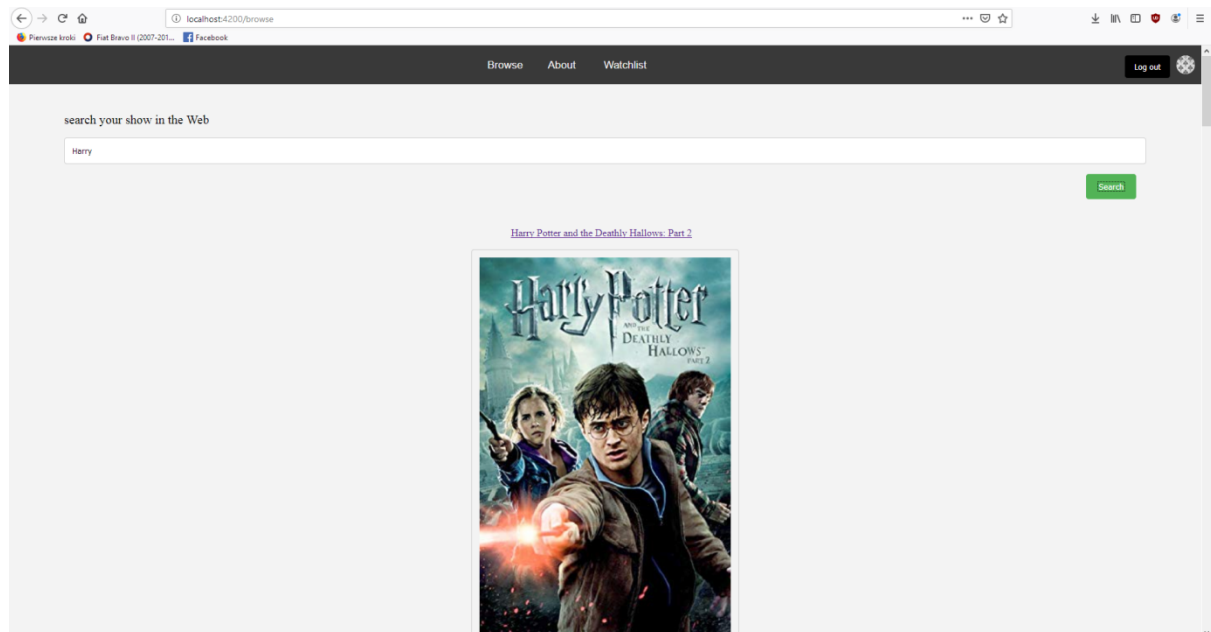 localhost:4200/browse
Pierwsze kroki Fiat Bravo II (2007-201... Facebook
Browse About Watchlist Log out
search your show in the Web
Harry
Search
Harry Potter and the Deathly Hallows: Part 2
Harry Potter
AND THE
DEATHLY
HALLOWS
PART 2